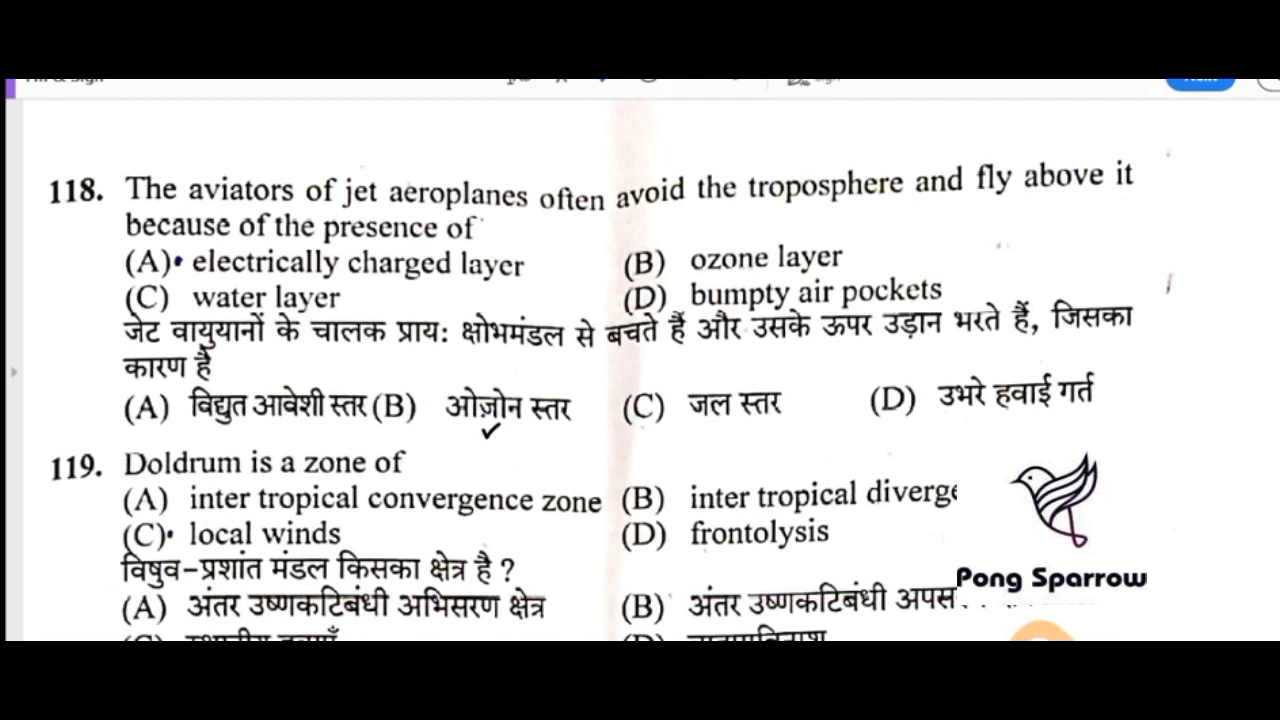 118. The aviators of jet aeroplanes often avoid the troposphere and fly above it
because of the presence of
(A) electrically charged layer (B) ozone layer
(C) water layer (D) bumpty air pockets
जेट वायुयानों के चालक प्राय: क्षोभमंडल से बचते हैं और उसके ऊपर उड़ान भरते हैं, जिसका
कारण है
(A) विद्युत आवेशी स्तर (B) ओज़ोन स्तर (C) जल स्तर (D) उभरे हवाई गर्त
119. Doldrum is a zone of
(A) inter tropical convergence zone (B) inter tropical
(C) local winds (D) frontolysis
विषुव-प्रशांत मंडल किसका क्षेत्र है ?
Pong Sparrow
(A) अंतर उष्णकटिबंधी अभिसरण क्षेत्र (B) अंतर उष्णकटिबंधी